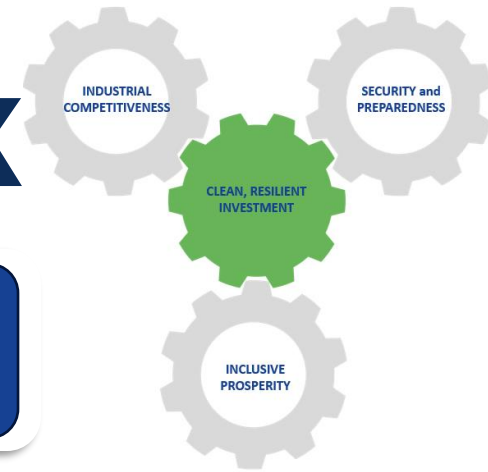 INDUSTRIAL
COMPETITIVENESS
SECURITY and
PREPAREDNESS
CLEAN, RESILIENT
INVESTMENT
INCLUSIVE
PROSPERITY